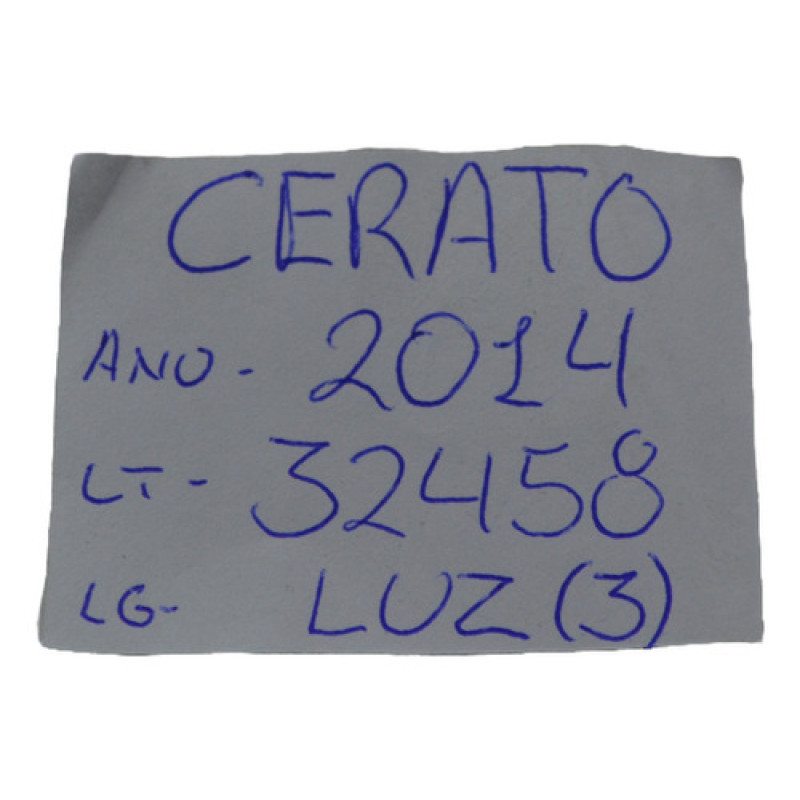 CERATO
ANO - 2014
LT - 32458
LG - LUZ (3)